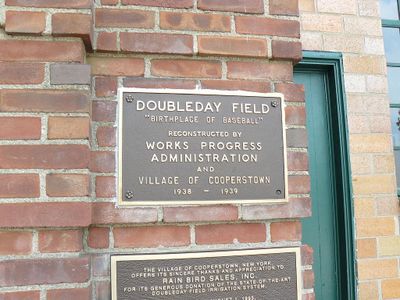 DOUBLEDAY FIELD
"BIRTHPLACE OF BASEBALL"
RECONSTRUCTED BY
WORKS PROGRESS
ADMINISTRATION
AND
VILLAGE OF COOPERSTOWN
1938 - 1939
THE VILLAGE OF COOPERSTOWN, NEW YORK
OFFERS ITS SINCERE THANKS AND APPRECIATION TO
RAIN BIRD SALES, INC.
FOR ITS GENEROUS DONATION OF THE STATE-OF-THE-ART
DOUBLEDAY FIELD IRRIGATION SYSTEM.